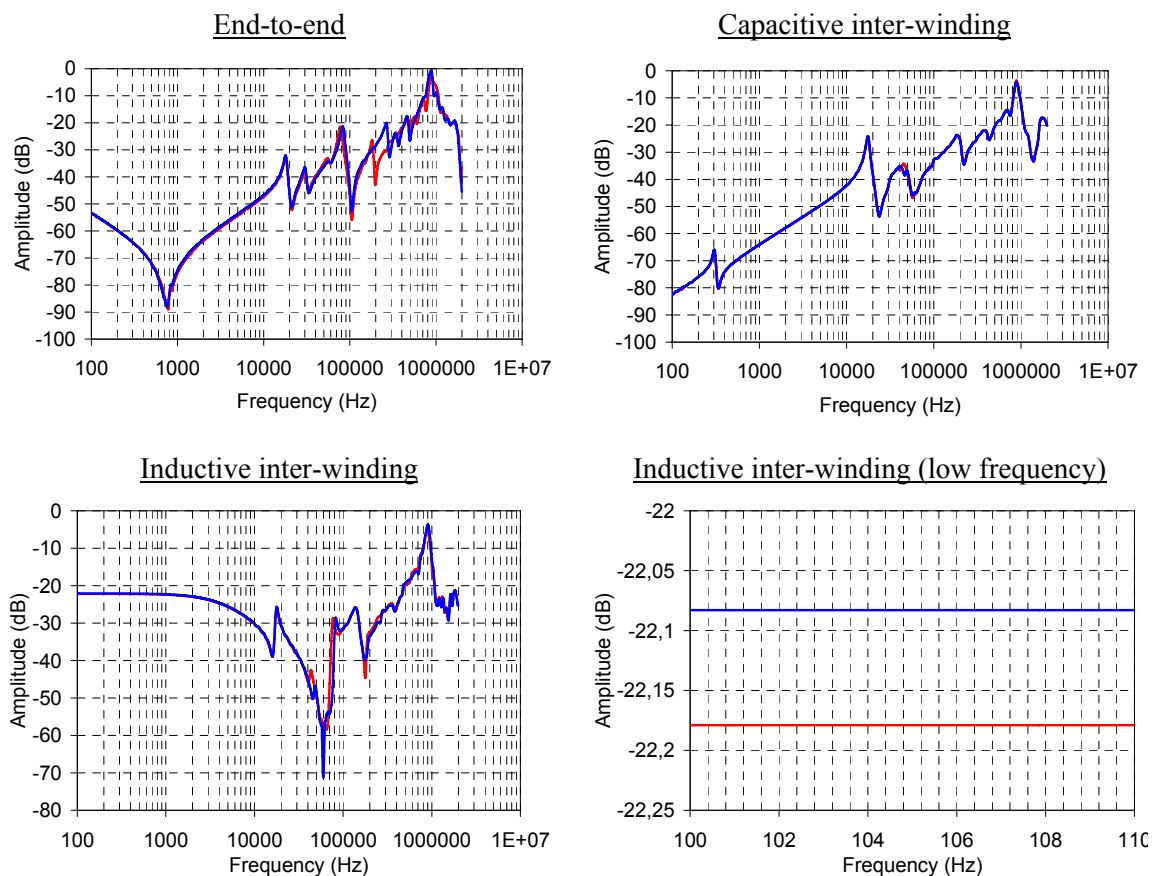 End-to-end
Amplitude (dB)
0
-10
-20
-30
-40
-50
-60
-70
-80
-90
-100
100 1000 10000 100000 1000000 1E+07
Frequency (Hz)
Capacitive inter-winding
Amplitude (dB)
0
-10
-20
-30
-40
-50
-60
-70
-80
-90
-100
100 1000 10000 100000 1000000 1E+07
Frequency (Hz)
Inductive inter-winding
Amplitude (dB)
0
-10
-20
-30
-40
-50
-60
-70
-80
100 1000 10000 100000 1000000 1E+07
Frequency (Hz)
Inductive inter-winding (low frequency)
Amplitude (dB)
-22
-22,05
-22,1
-22,15
-22,2
-22,25
100 102 104 106 108 110
Frequency (Hz)